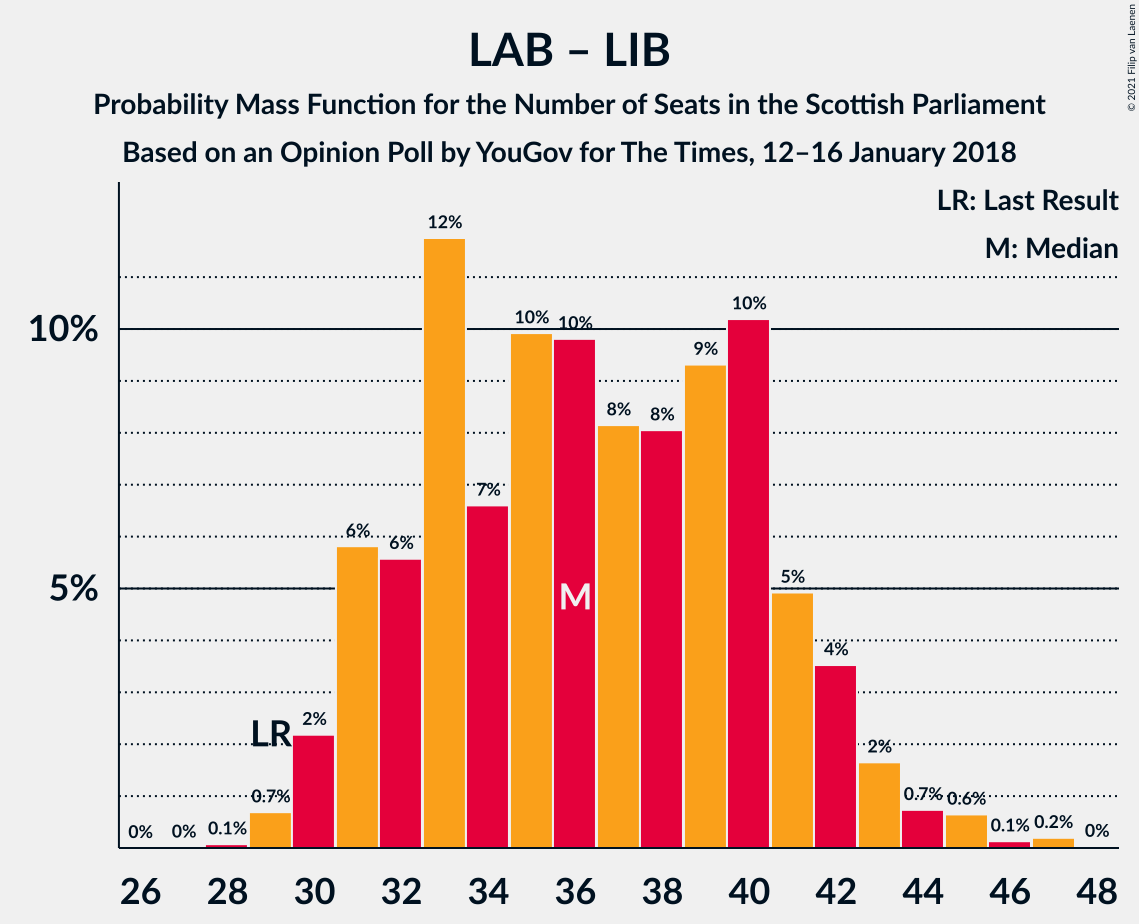 LAB – LIB
Probability Mass Function for the Number of Seats in the Scottish Parliament
Based on an Opinion Poll by YouGov for The Times, 12–16 January 2018
© 2021 Filip van Laenen
LR: Last Result
M: Median
10%
5%
0%
0%
0.1%
0.7%
LR
2%
6%
6%
12%
7%
10%
10%
M
8%
8%
9%
10%
5%
4%
2%
0.7%
0.6%
0.1%
0.2%
0%
26 28 30 32 34 36 38 40 42 44 46 48